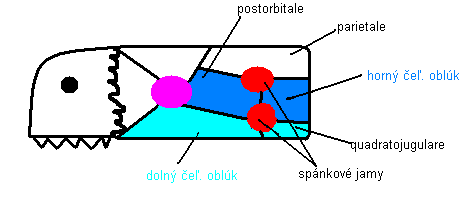 postorbitale
parietale
horný čeľ. oblúk
quadratojugulare
dolný čeľ. oblúk
spánkové jamy